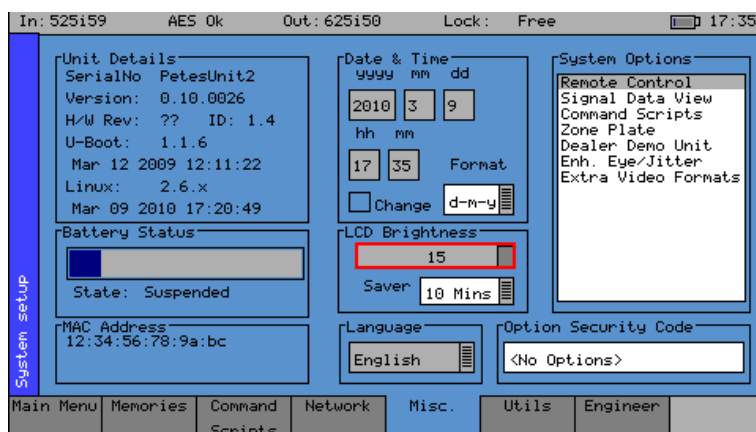 In: 525i59 AES Ok Out: 625i50 Lock: Free 17:35
System setup
Unit Details
SerialNo PetesUnit2
Version: 0.10.0026
H/W Rev: ?? ID: 1.4
U-Boot: 1.1.6
Mar 12 2009 12:11:22
Linux: 2.6.x
Mar 09 2010 17:20:49
Battery Status
State: Suspended
MAC Address
12:34:56:78:9a:bc
Date & Time
yyyy mm dd
2010 3 9
hh mm
17 35 Format
Change d-m-y
LCD Brightness
15
Saver 10 Mins
Language
English
System Options
Remote Control
Signal Data View
Command Scripts
Zone Plate
Dealer Demo Unit
Enh. Eye/Jitter
Extra Video Formats
Option Security Code
<No Options>
Main Menu Memories Command Network Misc. Utils Engineer
Scripts